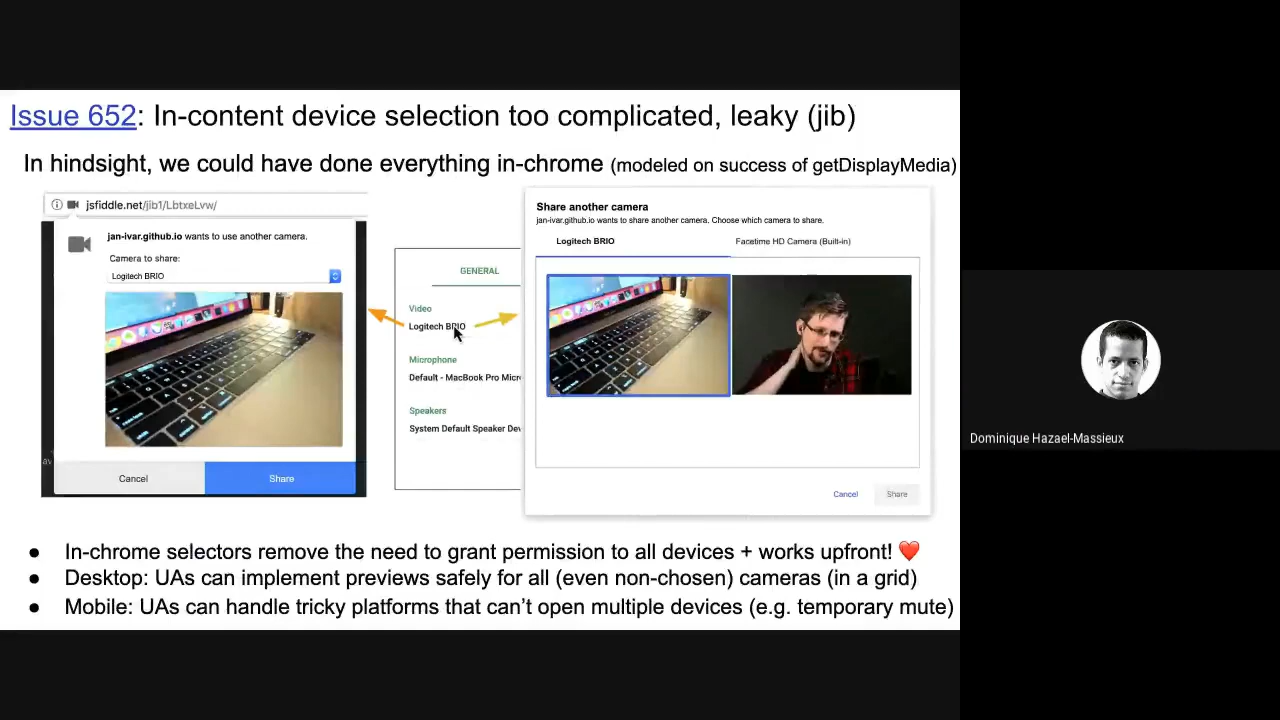 Issue 652: In-content device selection too complicated, leaky (jib)
In hindsight, we could have done everything in-chrome (modeled on success of getDisplayMedia)
jsfiddle.net/jib1/LbtxeLvw/
jan-ivar.github.io wants to use another camera.
Camera to share:
Logitech BRIO
Cancel
Share
av
GENERAL
Video
Logitech BRIO
Microphone
Default - MacBook Pro Micr
Speakers
System Default Speaker Dev
Share another camera
jan-ivar.github.io wants to share another camera. Choose which camera to share.
Logitech BRIO
Facetime HD Camera (Built-in)
Cancel
Share
● In-chrome selectors remove the need to grant permission to all devices + works upfront! ❤️
● Desktop: UAs can implement previews safely for all (even non-chosen) cameras (in a grid)
● Mobile: UAs can handle tricky platforms that can't open multiple devices (e.g. temporary mute)
Dominique Hazael-Massieux